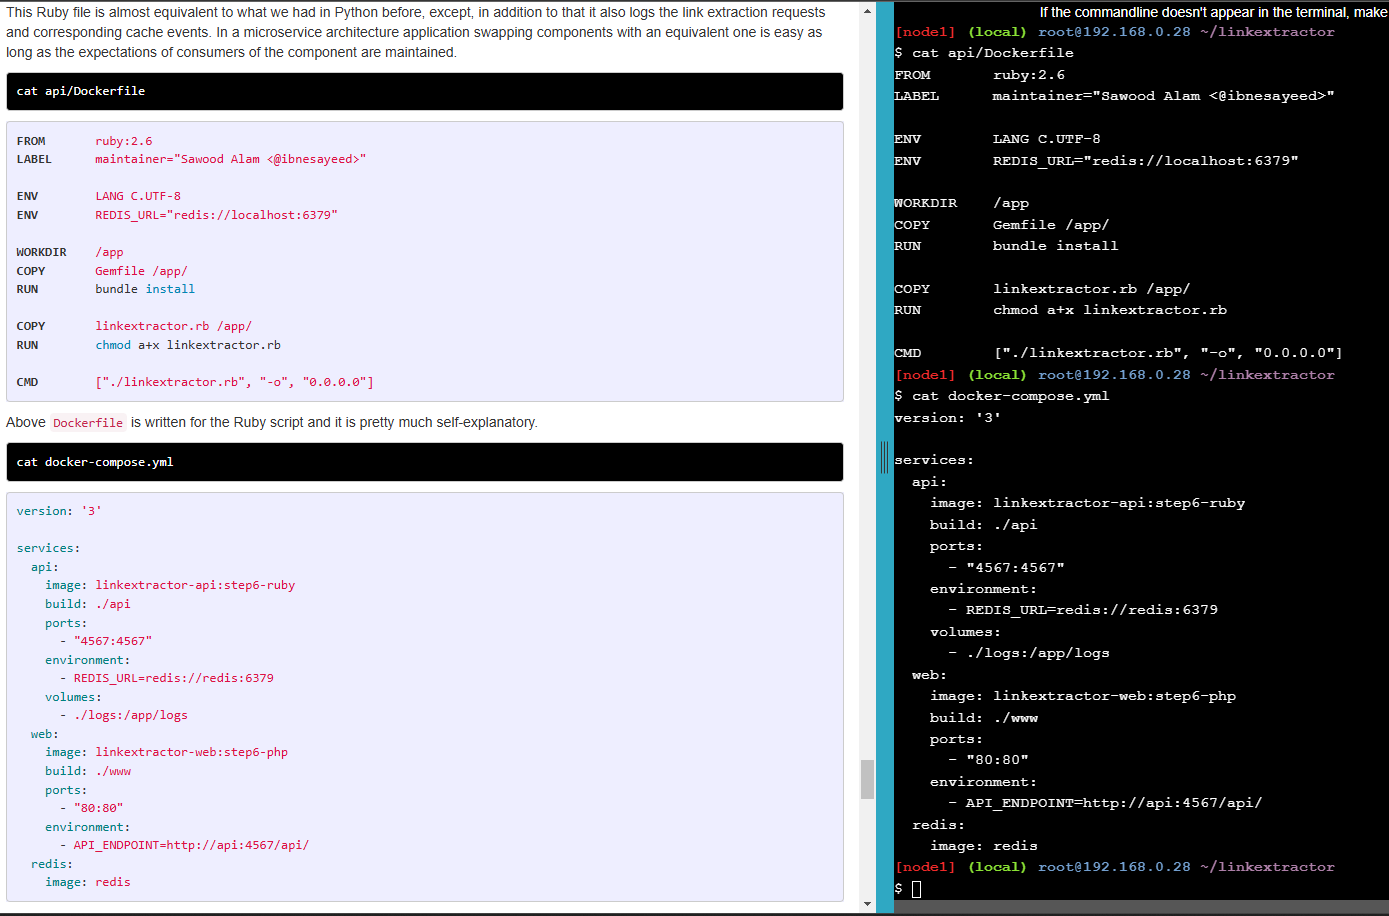 This Ruby file is almost equivalent to what we had in Python before, except, in addition to that it also logs the link extraction requests
and corresponding cache events. In a microservice architecture application swapping components with an equivalent one is easy as
long as the expectations of consumers of the component are maintained.
cat api/Dockerfile
FROM ruby:2.6
LABEL maintainer="Sawood Alam <@ibnesayeed>"
ENV LANG C.UTF-8
ENV REDIS_URL="redis://localhost:6379"
WORKDIR /app
COPY Gemfile /app/
RUN bundle install
COPY linkextractor.rb /app/
RUN chmod a+x linkextractor.rb
CMD ["./linkextractor.rb", "-o", "0.0.0.0"]
Above Dockerfile is written for the Ruby script and it is pretty much self-explanatory.
cat docker-compose.yml
version: '3'
services:
api:
image: linkextractor-api:step6-ruby
build: ./api
ports:
- "4567:4567"
environment:
- REDIS_URL=redis://redis:6379
volumes:
- ./logs:/app/logs
web:
image: linkextractor-web:step6-php
build: ./www
ports:
- "80:80"
environment:
- API_ENDPOINT=http://api:4567/api/
redis:
image: redis
If the commandline doesn't appear in the terminal, make
[node1] (local) root@192.168.0.28 ~/linkextractor
$ cat api/Dockerfile
FROM ruby:2.6
LABEL maintainer="Sawood Alam <@ibnesayeed>"
ENV LANG C.UTF-8
ENV REDIS_URL="redis://localhost:6379"
WORKDIR /app
COPY Gemfile /app/
RUN bundle install
COPY linkextractor.rb /app/
RUN chmod a+x linkextractor.rb
CMD ["./linkextractor.rb", "-o", "0.0.0.0"]
[node1] (local) root@192.168.0.28 ~/linkextractor
$ cat docker-compose.yml
version: '3'
services:
api:
image: linkextractor-api:step6-ruby
build: ./api
ports:
- "4567:4567"
environment:
- REDIS_URL=redis://redis:6379
volumes:
- ./logs:/app/logs
web:
image: linkextractor-web:step6-php
build: ./www
ports:
- "80:80"
environment:
- API_ENDPOINT=http://api:4567/api/
redis:
image: redis
[node1] (local) root@192.168.0.28 ~/linkextractor
$